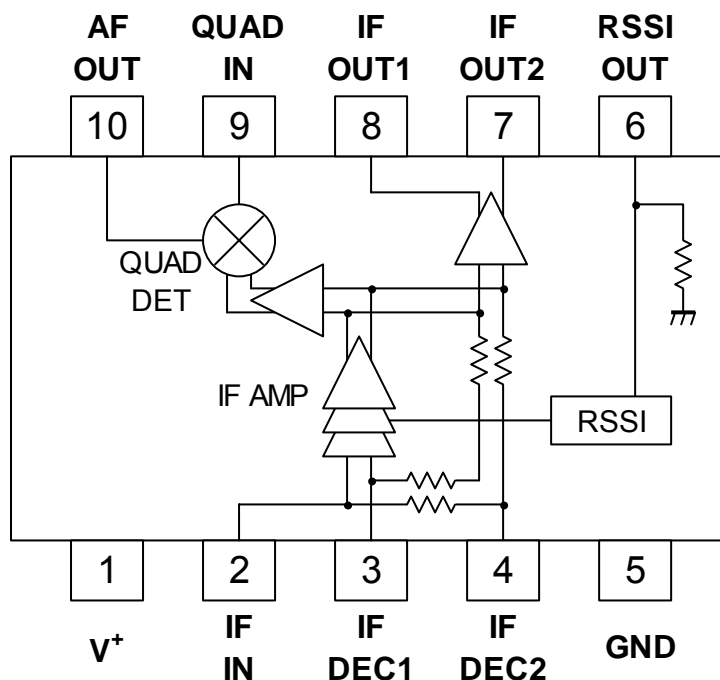 AF QUAD IF IF RSSI
OUT IN OUT1 OUT2 OUT
10 9 8 7 6
QUAD
DET
IF AMP
RSSI
1 2 3 4 5
V⁺ IF IF IF GND
IN DEC1 DEC2